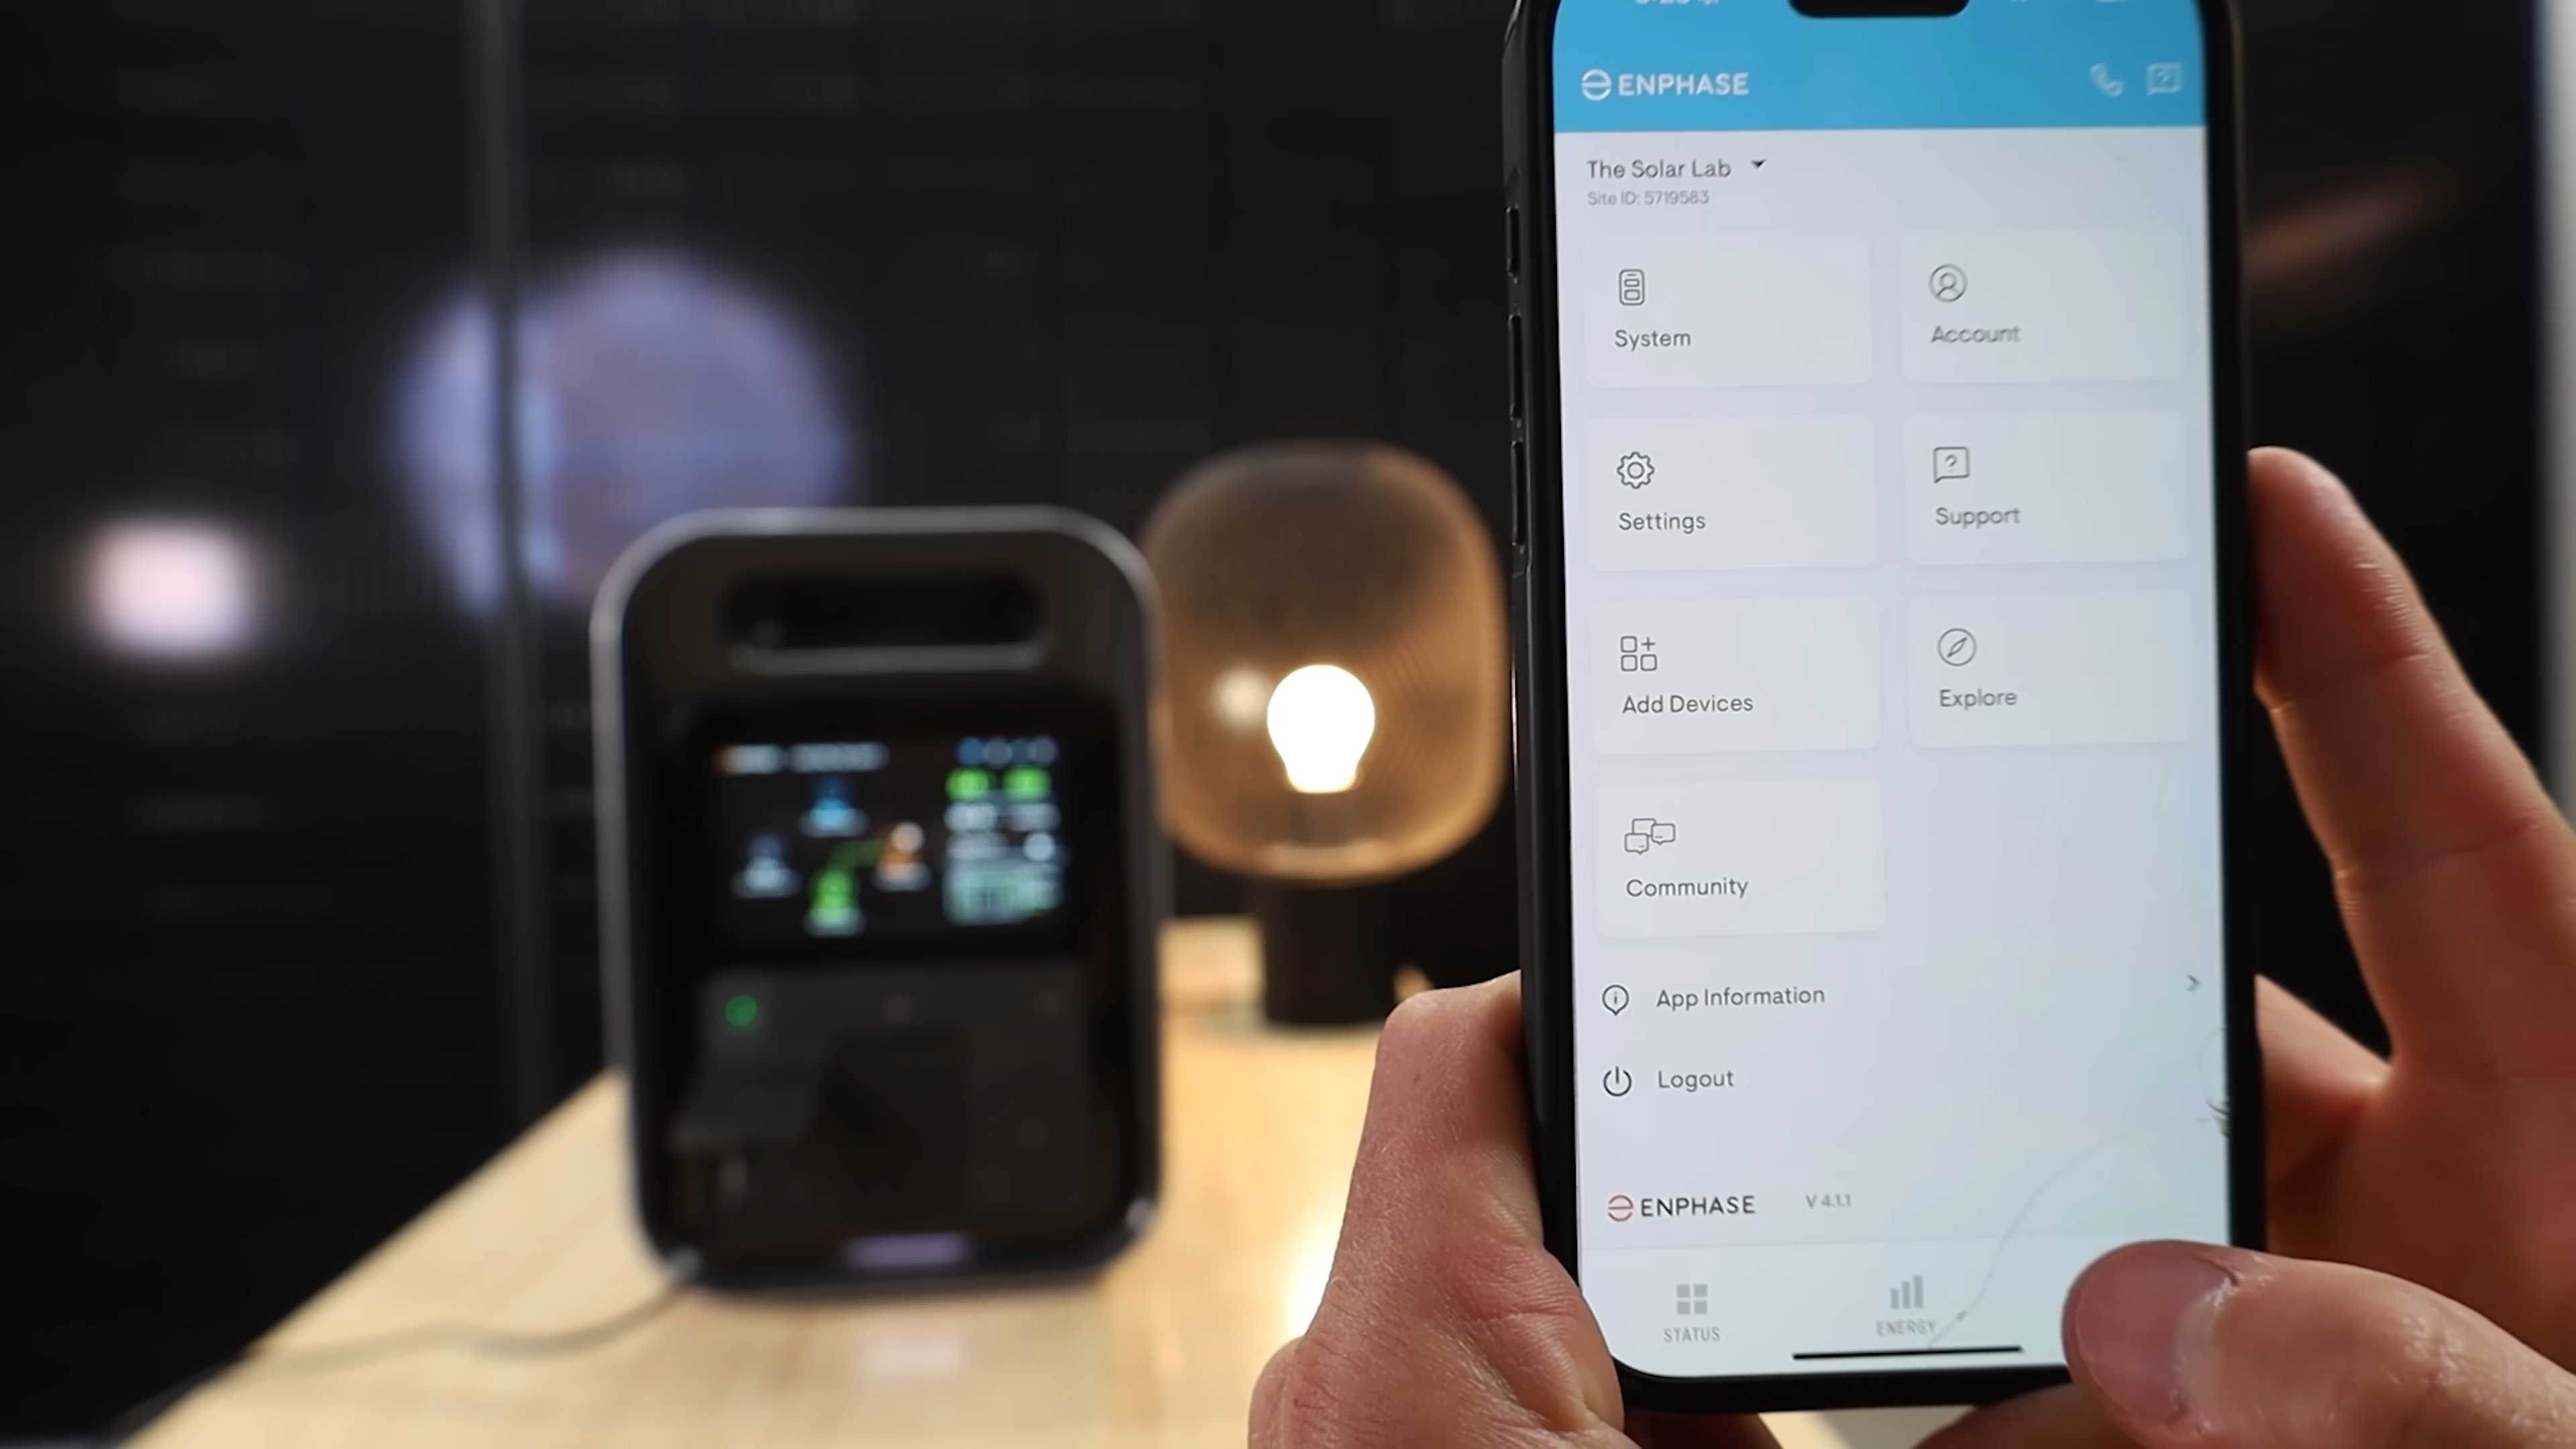 ENPHASE
The Solar Lab
Site ID: 5719583
System
Account
Settings
Support
Add Devices
Explore
Community
App Information
Logout
ENPHASE V 4.1.1
STATUS
ENERGY